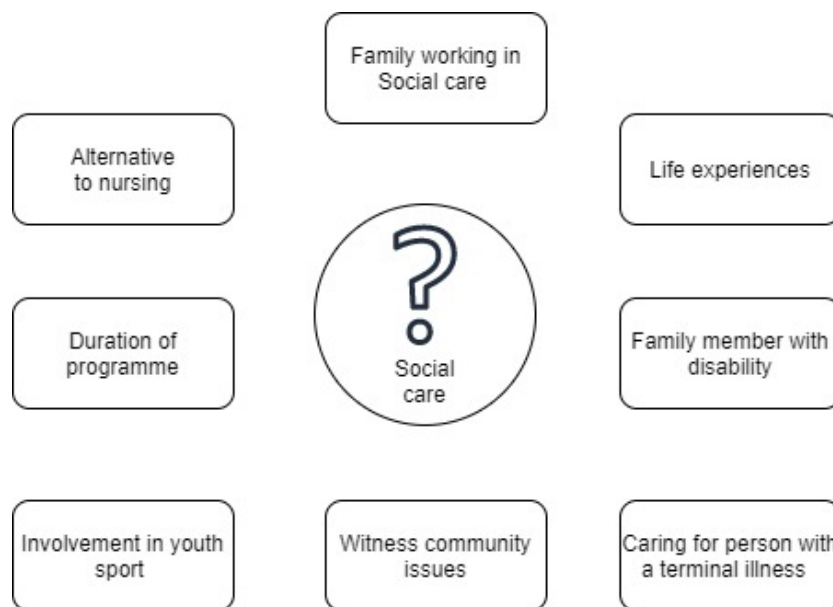 Family working in
Social care
Alternative
to nursing
Life experiences
?
Social
care
Duration of
programme
Family member with
disability
Involvement in youth
sport
Witness community
issues
Caring for person with
a terminal illness